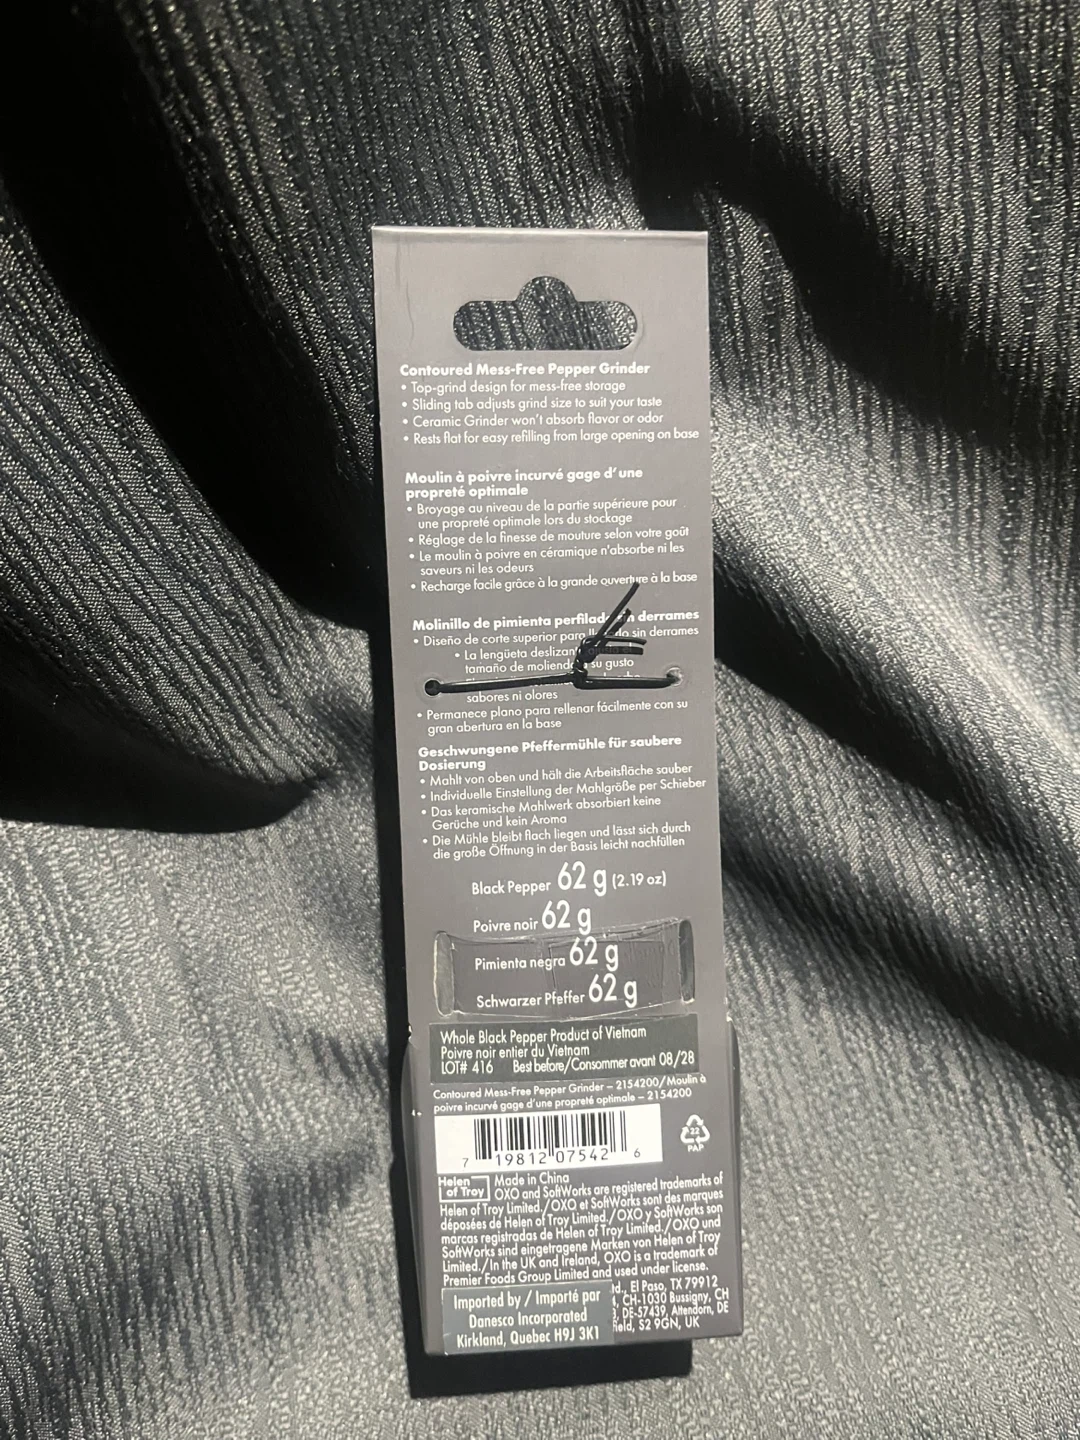 Contoured Mess-Free Pepper Grinder
• Top-grind design for mess-free storage
• Sliding tab adjusts grind size to suit your taste
• Ceramic Grinder won't absorb flavor or odor
• Rests flat for easy refilling from large opening on base
Moulin à poivre incurvé gage d'une
propreté optimale
• Broyage au niveau de la partie supérieure pour
une propreté optimale lors du stockage
• Réglage de la finesse de mouture selon votre goût
• Le moulin à poivre en céramique n'absorbe ni les
saveurs ni les odeurs
• Recharge facile grâce à la grande ouverture à la base
Molinillo de pimienta derrames
• Diseño de corte superior para sin derrames
• La lengüeta
tamaño de su gusto
sabores ni olores
• Permanece plano para rellenar fácilmente con su
gran abertura en la base
Geschwungene Pfeffermühle für saubere
Dosierung
• Mahlt von oben und hält die Arbeitsfläche sauber
• Individuelle Einstellung der Mahlgröße per Schieber
• Das keramische Mahlwerk absorbiert keine
Gerüche und kein Aroma
• Die Mühle bleibt flach liegen und lässt sich durch
die große Öffnung in der Basis leicht nachfüllen
Black Pepper 62 g (2.19 oz)
Poivre noir 62 g
Pimienta negra 62 g
Schwarzer Pfeffer 62 g
Whole Black Pepper Product of Vietnam
Poivre noir entier du Vietnam
LOT# 416 Best before/Consommer avant 08/28
Contoured Mess-Free Pepper Grinder – 2154200/Moulin à
poivre incurvé gage d'une propreté optimale – 2154200
7 19812 07542 6
22
PAP
Helen
of Troy
Made in China
OXO and SoftWorks are registered trademarks of
Helen of Troy Limited./OXO et SoftWorks sont des marques
déposées de Helen of Troy Limited./OXO y SoftWorks son
marcas registradas de Helen of Troy Limited./OXO und
SoftWorks sind eingetragene Marken von Helen of Troy
Limited./In the UK and Ireland, OXO is a trademark of
Premier Foods Group Limited and used under license.
El Paso, TX 79912
CH-1030 Bussigny, CH
DE-57439, Attendorn, DE
S2 9GN, UK
Imported by / Importé par
Danesco Incorporated
Kirkland, Quebec H9J 3K1